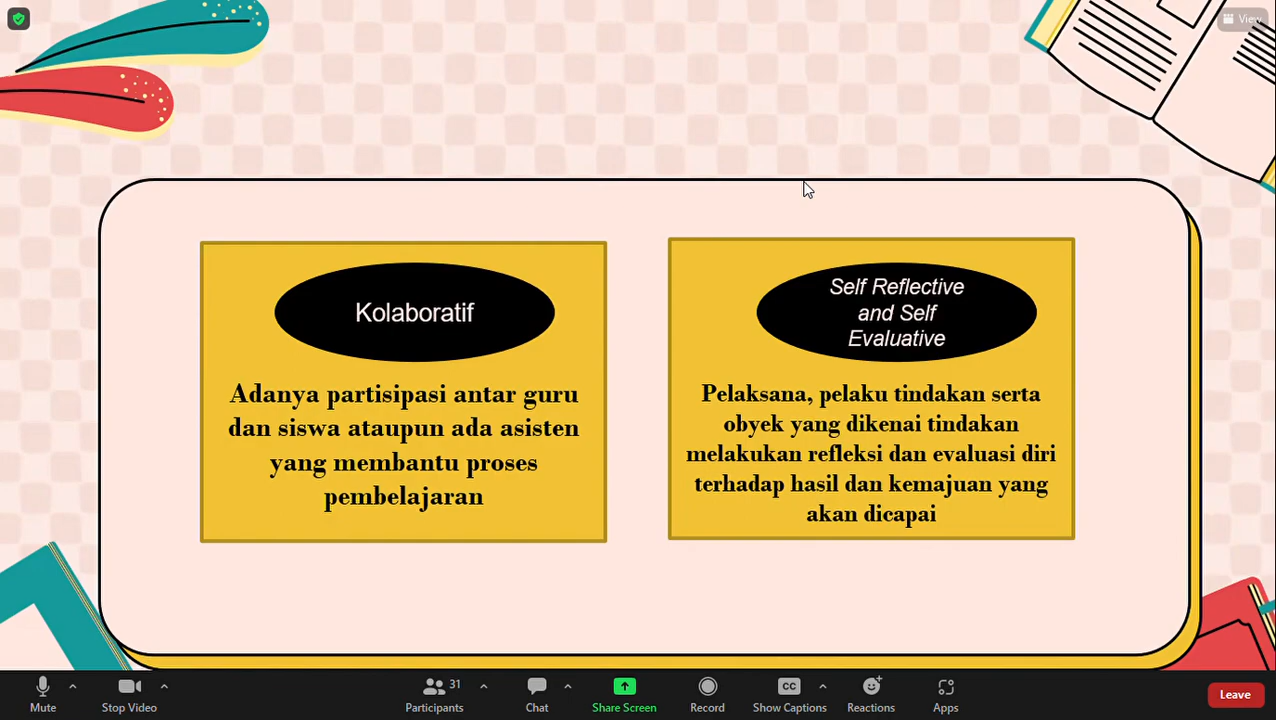 View
Kolaboratif
Adanya partisipasi antar guru
dan siswa ataupun ada asisten
yang membantu proses
pembelajaran
Self Reflective
and Self
Evaluative
Pelaksana, pelaku tindakan serta
obyek yang dikenai tindakan
melakukan refleksi dan evaluasi diri
terhadap hasil dan kemajuan yang
akan dicapai
Mute
Stop Video
31
Participants
Chat
Share Screen
Record
CC
Show Captions
Reactions
Apps
Leave